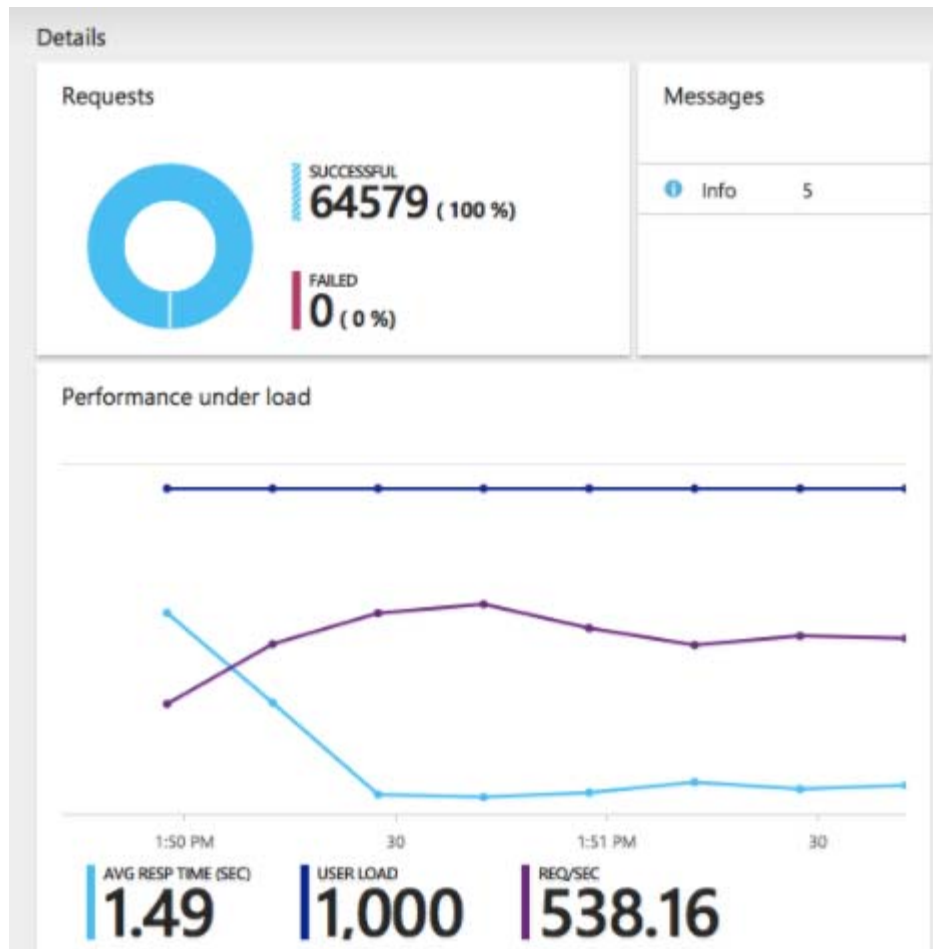 Details
Requests
SUCCESSFUL
64579 ( 100 %)
FAILED
0 ( 0 %)
Messages
Info 5
Performance under load
1:50 PM 30 1:51 PM 30
AVG RESP TIME (SEC) USER LOAD REQ/SEC
1.49 1,000 538.16